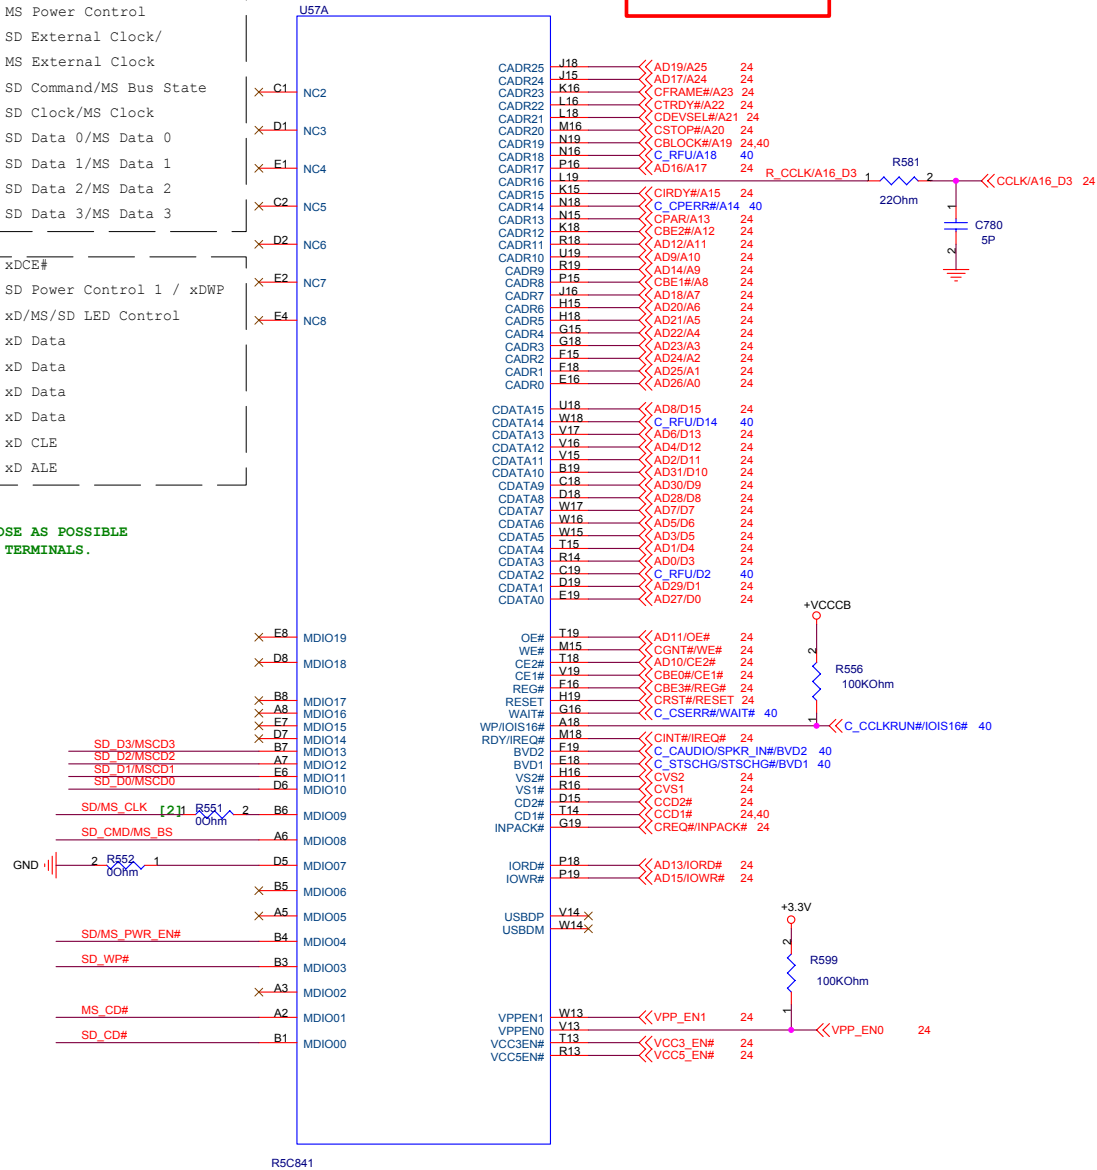 MS Power Control
SD External Clock/
MS External Clock
SD Command/MS Bus State
SD Clock/MS Clock
SD Data 0/MS Data 0
SD Data 1/MS Data 1
SD Data 2/MS Data 2
SD Data 3/MS Data 3
xDCE#
SD Power Control 1 / xDWP
xD/MS/SD LED Control
xD Data
xD Data
xD Data
xD Data
xD CLE
xD ALE
OSE AS POSSIBLE
TERMINALS.
U57A
C1 NC2
D1 NC3
E1 NC4
C2 NC5
D2 NC6
E2 NC7
E4 NC8
E8 MDIO19
D8 MDIO18
B8 MDIO17
A8 MDIO16
E7 MDIO15
D7 MDIO14
SD_D3/MSCD3 B7 MDIO13
SD_D2/MSCD2 A7 MDIO12
SD_D1/MSCD1 E6 MDIO11
SD_D0/MSCD0 D6 MDIO10
SD/MS_CLK [2] 1 R551 2 B6 MDIO09
0Ohm
SD_CMD/MS_BS A6 MDIO08
GND 2 R552 1 D5 MDIO07
0Ohm
B5 MDIO06
A5 MDIO05
SD/MS_PWR_EN# B4 MDIO04
SD_WP# B3 MDIO03
A3 MDIO02
MS_CD# A2 MDIO01
SD_CD# B1 MDIO00
CADR25 J18 AD19/A25 24
CADR24 J15 AD17/A24 24
CADR23 K16 CFRAME#/A23 24
CADR22 L16 CTRDY#/A22 24
CADR21 L18 CDEVSEL#/A21 24
CADR20 M16 CSTOP#/A20 24
CADR19 N19 CBLOCK#/A19 24,40
CADR18 N16 C_RFU/A18 40
CADR17 P16 AD16/A17 24
CADR16 L19 R_CCLK/A16_D3 1 R581 2 CCLK/A16_D3 24
22Ohm
1 C780
5P
2
CADR15 K15 CIRDY#/A15 24
CADR14 N18 C_CPERR#/A14 40
CADR13 N15 CPAR/A13 24
CADR12 K18 CBE2#/A12 24
CADR11 R18 AD12/A11 24
CADR10 U19 AD9/A10 24
CADR9 R19 AD14/A9 24
CADR8 P15 CBE1#/A8 24
CADR7 J16 AD18/A7 24
CADR6 H15 AD20/A6 24
CADR5 H18 AD21/A5 24
CADR4 G15 AD22/A4 24
CADR3 G18 AD23/A3 24
CADR2 F15 AD24/A2 24
CADR1 F18 AD25/A1 24
CADR0 E16 AD26/A0 24
CDATA15 U18 AD8/D15 24
CDATA14 W18 C_RFU/D14 40
CDATA13 V17 AD6/D13 24
CDATA12 V16 AD4/D12 24
CDATA11 V15 AD2/D11 24
CDATA10 B19 AD31/D10 24
CDATA9 C18 AD30/D9 24
CDATA8 D18 AD28/D8 24
CDATA7 W17 AD7/D7 24
CDATA6 W16 AD5/D6 24
CDATA5 W15 AD3/D5 24
CDATA4 T15 AD1/D4 24
CDATA3 R14 AD0/D3 24
CDATA2 C19 C_RFU/D2 40
CDATA1 D19 AD29/D1 24
CDATA0 E19 AD27/D0 24
+VCCCB
2 R556
100KOhm
1
OE# T19 AD11/OE# 24
WE# M15 CGNT#/WE# 24
CE2# T18 AD10/CE2# 24
CE1# V19 CBE0#/CE1# 24
REG# F16 CBE3#/REG# 24
RESET H19 CRST#/RESET 24
WAIT# G16 C_CSERR#/WAIT# 40
WP/IOIS16# A18 C_CCLKRUN#/IOIS16# 40
RDY/IREQ# M18 CINT#/IREQ# 24
BVD2 F19 C_CAUDIO/SPKR_IN#/BVD2 40
BVD1 E18 C_STSCHG/STSCHG#/BVD1 40
VS2# H16 CVS2 24
VS1# R16 CVS1 24
CD2# D15 CCD2# 24
CD1# T14 CCD1# 24,40
INPACK# G19 CREQ#/INPACK# 24
IORD# P18 AD13/IORD# 24
IOWR# P19 AD15/IOWR# 24
USBDP V14
USBDM W14
+3.3V
2 R599
100KOhm
1
VPPEN1 W13 VPP_EN1 24
VPPEN0 V13 VPP_EN0 24
VCC3EN# T13 VCC3_EN# 24
VCC5EN# R13 VCC5_EN# 24
R5C841